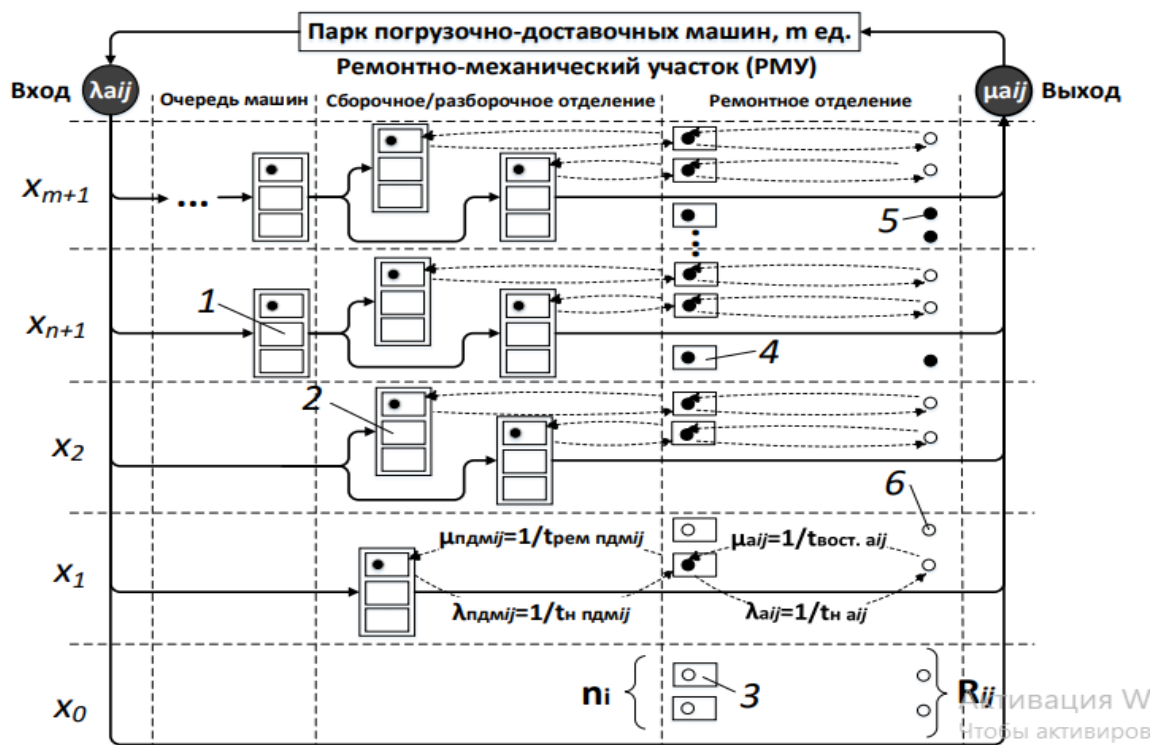 Парк погрузочно-доставочных машин, m ед.
Ремонтно-механический участок (РМУ)
Вход λaij
μaij Выход
Очередь машин
Сборочное/разборочное отделение
Ремонтное отделение
xm+1
...
5
xn+1
1
4
x2
2
6
x1
μпдмij=1/tрем пдмij
μaij=1/tвост. aij
λпдмij=1/tн пдмij
λaij=1/tн aij
x0
ni
3
Rij
Активация W
Чтобы активиров